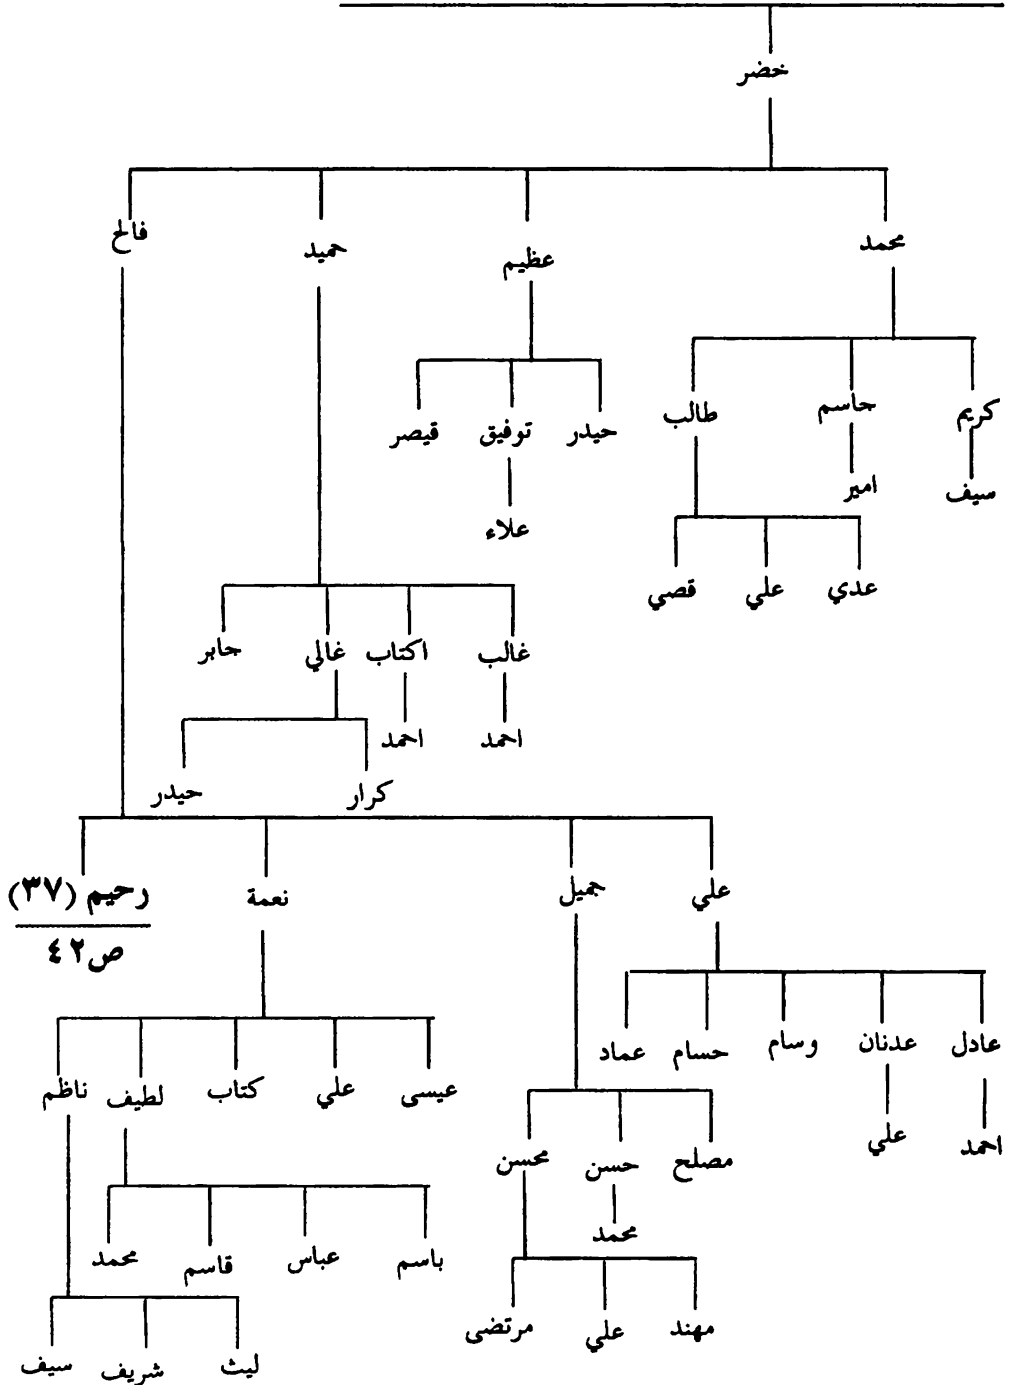 خضر
محمد عظيم حميد فالح
كريم جاسم طالب حيدر توفيق قيصر
سيف امير علاء
عدي علي قصي
غالب اكتاب غالي جابر
احمد احمد
كرار حيدر
علي جميل نعمة رحيم (٣٧)
ص٤٢
عادل عدنان وسام حسام عماد
عيسى علي كتاب لطيف ناظم
احمد علي
مصلح حسن محسن
محمد
باسم عباس قاسم محمد
مهند علي مرتضى
ليث شريف سيف